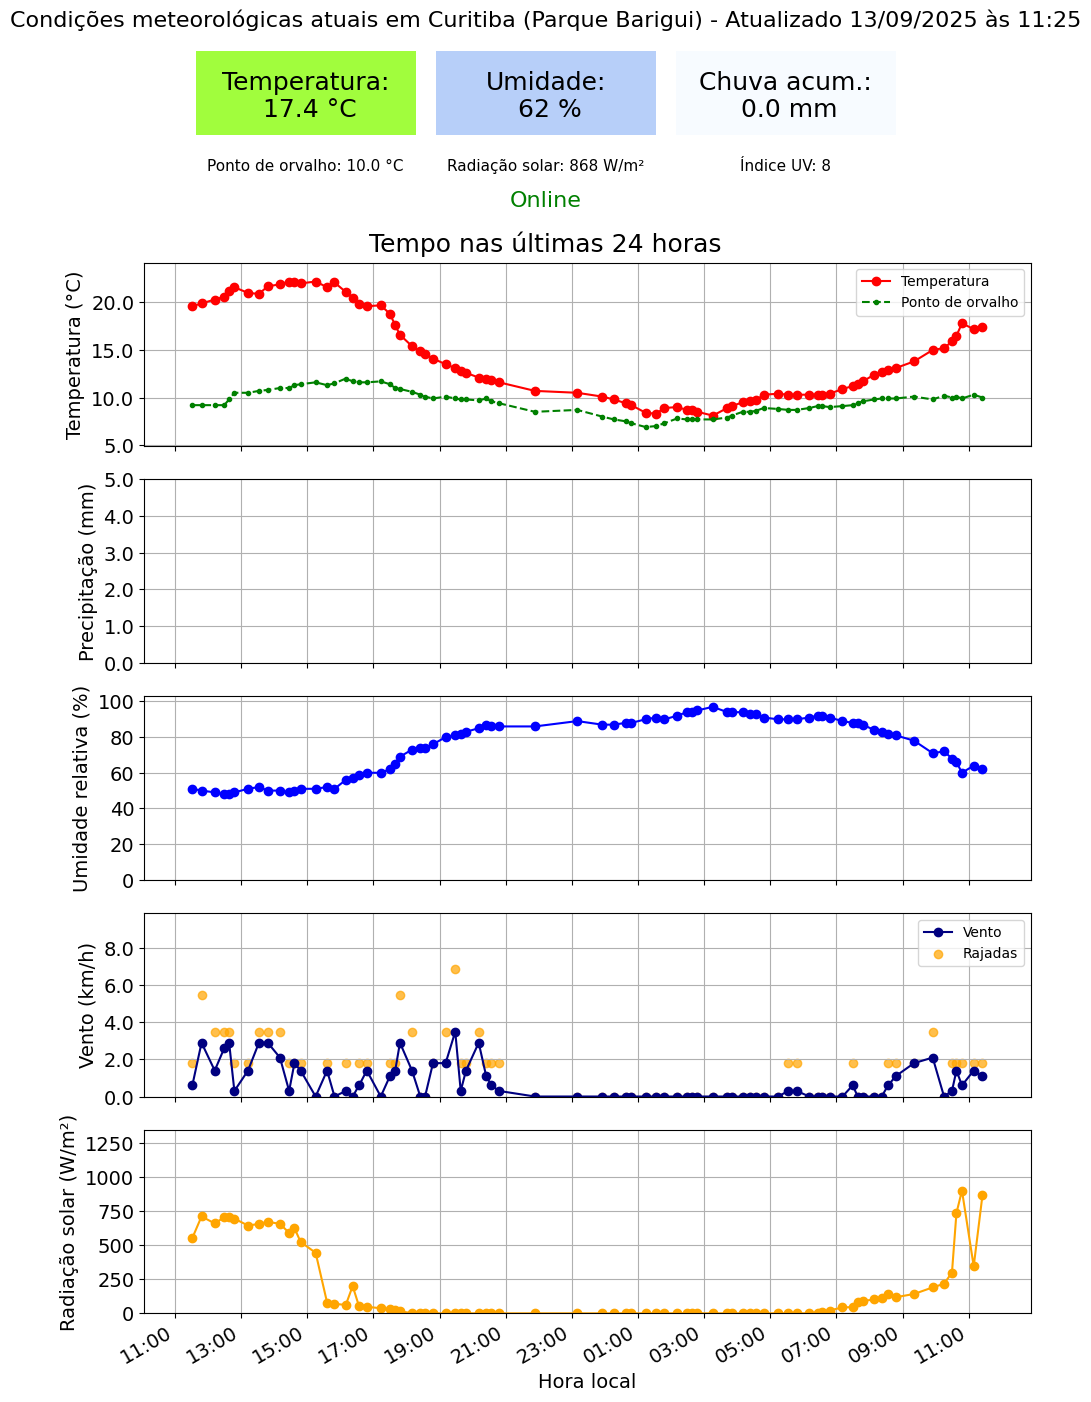 Condições meteorológicas atuais em Curitiba (Parque Barigui) - Atualizado 13/09/2025 às 11:25
Temperatura:
17.4 °C
Umidade:
62 %
Chuva acum.:
0.0 mm
Ponto de orvalho: 10.0 °C
Radiação solar: 868 W/m²
Índice UV: 8
Online
Tempo nas últimas 24 horas
Temperatura (°C)
20.0
15.0
10.0
5.0
Temperatura
Ponto de orvalho
Precipitação (mm)
5.0
4.0
3.0
2.0
1.0
0.0
Umidade relativa (%)
100
80
60
40
20
0
Vento (km/h)
8.0
6.0
4.0
2.0
0.0
Vento
Rajadas
Radiação solar (W/m²)
1250
1000
750
500
250
0
11:00
13:00
15:00
17:00
19:00
21:00
23:00
01:00
03:00
05:00
07:00
09:00
11:00
Hora local